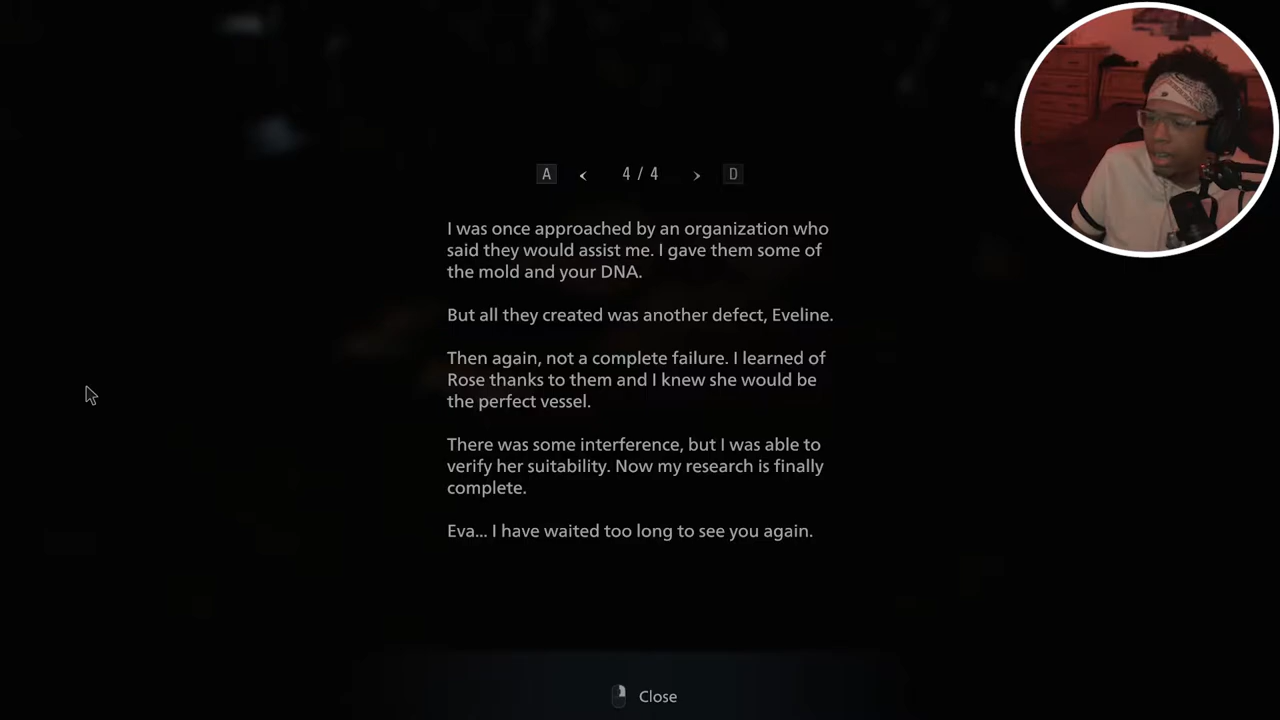 A < 4 / 4 > D
I was once approached by an organization who
said they would assist me. I gave them some of
the mold and your DNA.
But all they created was another defect, Eveline.
Then again, not a complete failure. I learned of
Rose thanks to them and I knew she would be
the perfect vessel.
There was some interference, but I was able to
verify her suitability. Now my research is finally
complete.
Eva... I have waited too long to see you again.
Close